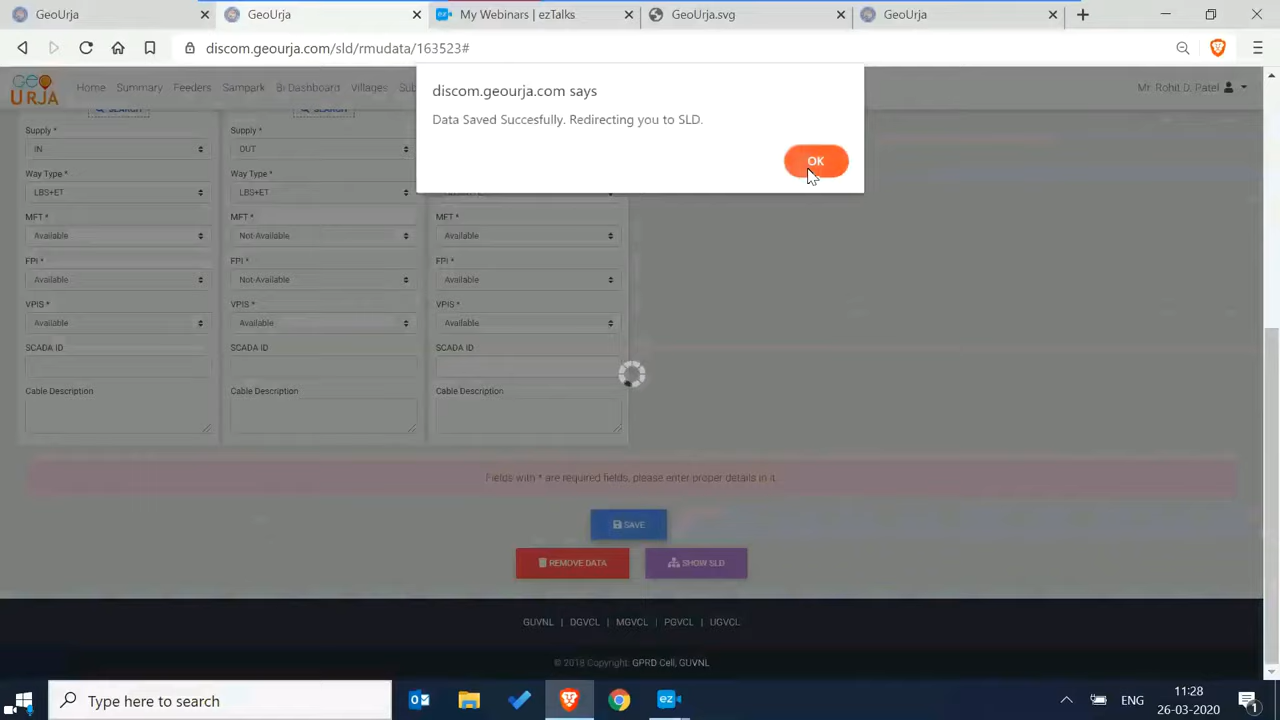 GeoUrja
GeoUrja
My Webinars | ezTalks
GeoUrja.svg
GeoUrja
discom.geourja.com/sld/rmudata/163523#
GEO URJA
Home
Summary
Feeders
Sampark
Bi Dashboard
Villages
Mr. Rohit D. Patel
discom.geourja.com says
Data Saved Succesfully. Redirecting you to SLD.
OK
SEARCH
SEARCH
Supply *
Supply *
IN
OUT
Way Type *
Way Type *
LBS+ET
LBS+ET
MFT *
MFT *
MFT *
Available
Not-Available
Available
FPI *
FPI *
FPI *
Available
Not-Available
Available
VPIS *
VPIS *
VPIS *
Available
Available
Available
SCADA ID
SCADA ID
SCADA ID
Cable Description
Cable Description
Cable Description
Fields with * are required fields, please enter proper details in it.
SAVE
REMOVE DATA
SHOW SLD
GUVNL | DGVCL | MGVCL | PGVCL | UGVCL
© 2018 Copyright: GPRD Cell, GUVNL
Type here to search
ez
ENG
11:28
26-03-2020
1